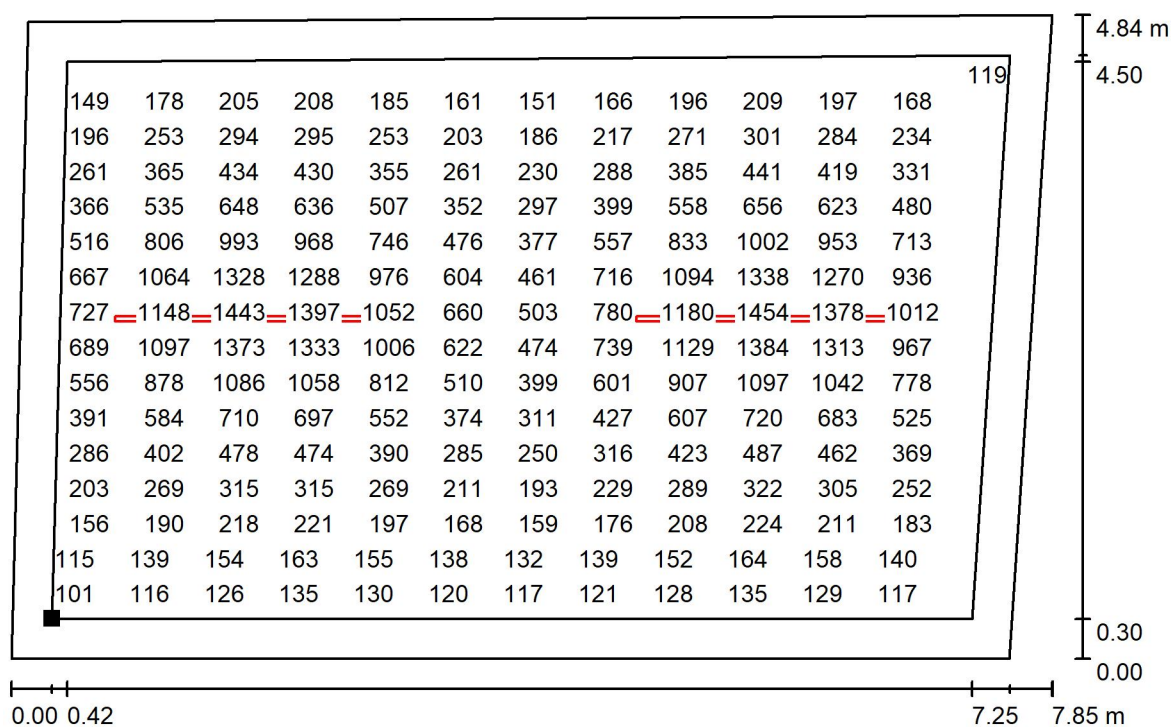 4.84 m
4.50
119
149 178 205 208 185 161 151 166 196 209 197 168
196 253 294 295 253 203 186 217 271 301 284 234
261 365 434 430 355 261 230 288 385 441 419 331
366 535 648 636 507 352 297 399 558 656 623 480
516 806 993 968 746 476 377 557 833 1002 953 713
667 1064 1328 1288 976 604 461 716 1094 1338 1270 936
727 1148 1443 1397 1052 660 503 780 1180 1454 1378 1012
689 1097 1373 1333 1006 622 474 739 1129 1384 1313 967
556 878 1086 1058 812 510 399 601 907 1097 1042 778
391 584 710 697 552 374 311 427 607 720 683 525
286 402 478 474 390 285 250 316 423 487 462 369
203 269 315 315 269 211 193 229 289 322 305 252
156 190 218 221 197 168 159 176 208 224 211 183
115 139 154 163 155 138 132 139 152 164 158 140
101 116 126 135 130 120 117 121 128 135 129 117
0.30
0.00
0.00 0.42 7.25 7.85 m